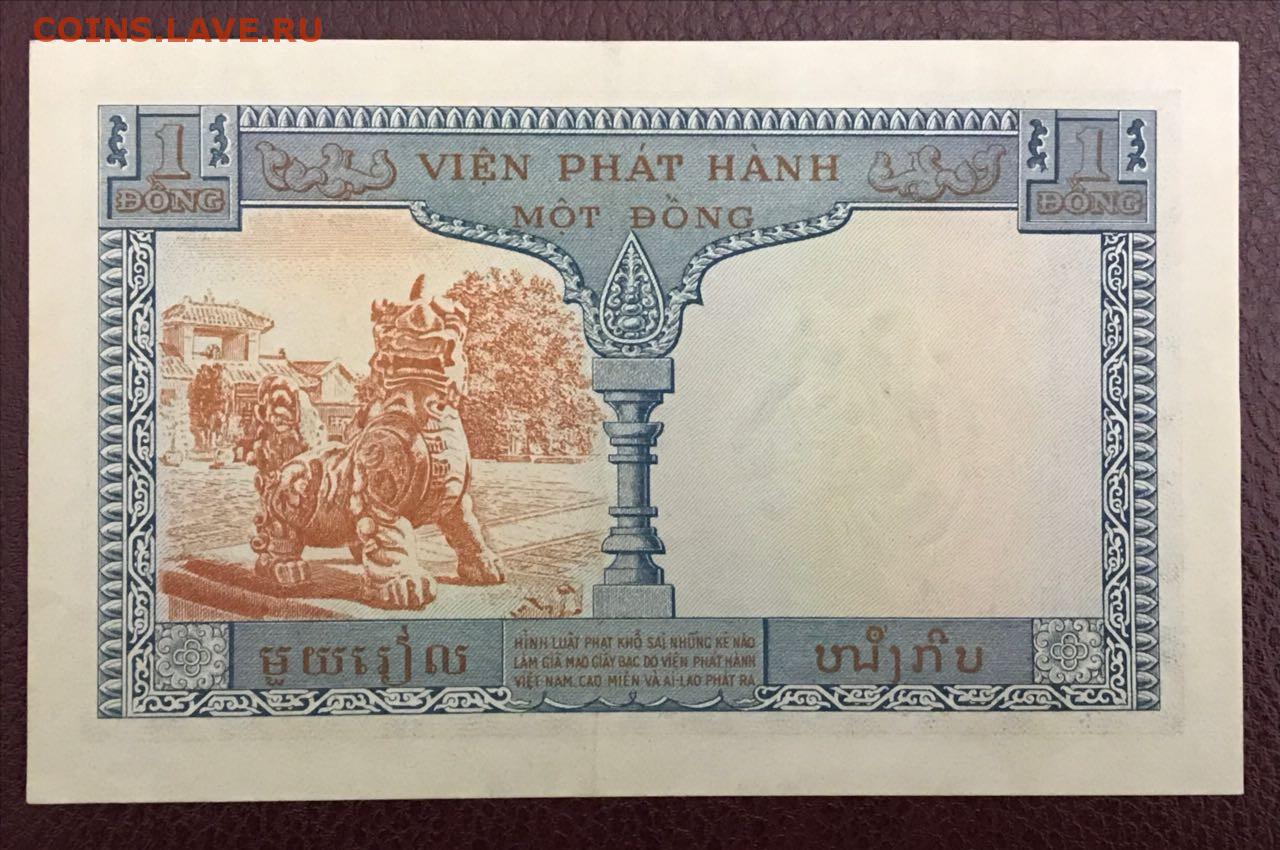 COINS.LAVE.RU
1
ĐỒNG
VIỆN PHÁT HÀNH
MỘT ĐỒNG
1
ĐỒNG
មួយរៀល
HÌNH LUẬT PHẠT KHỔ SAI NHỮNG KẺ NÀO
LÀM GIẢ MẠO GIẤY BẠC DO VIỆN PHÁT HÀNH
VIỆT NAM, CAO MIÊN VÀ AI-LAO PHÁT RA
ໜຶ່ງກີບ